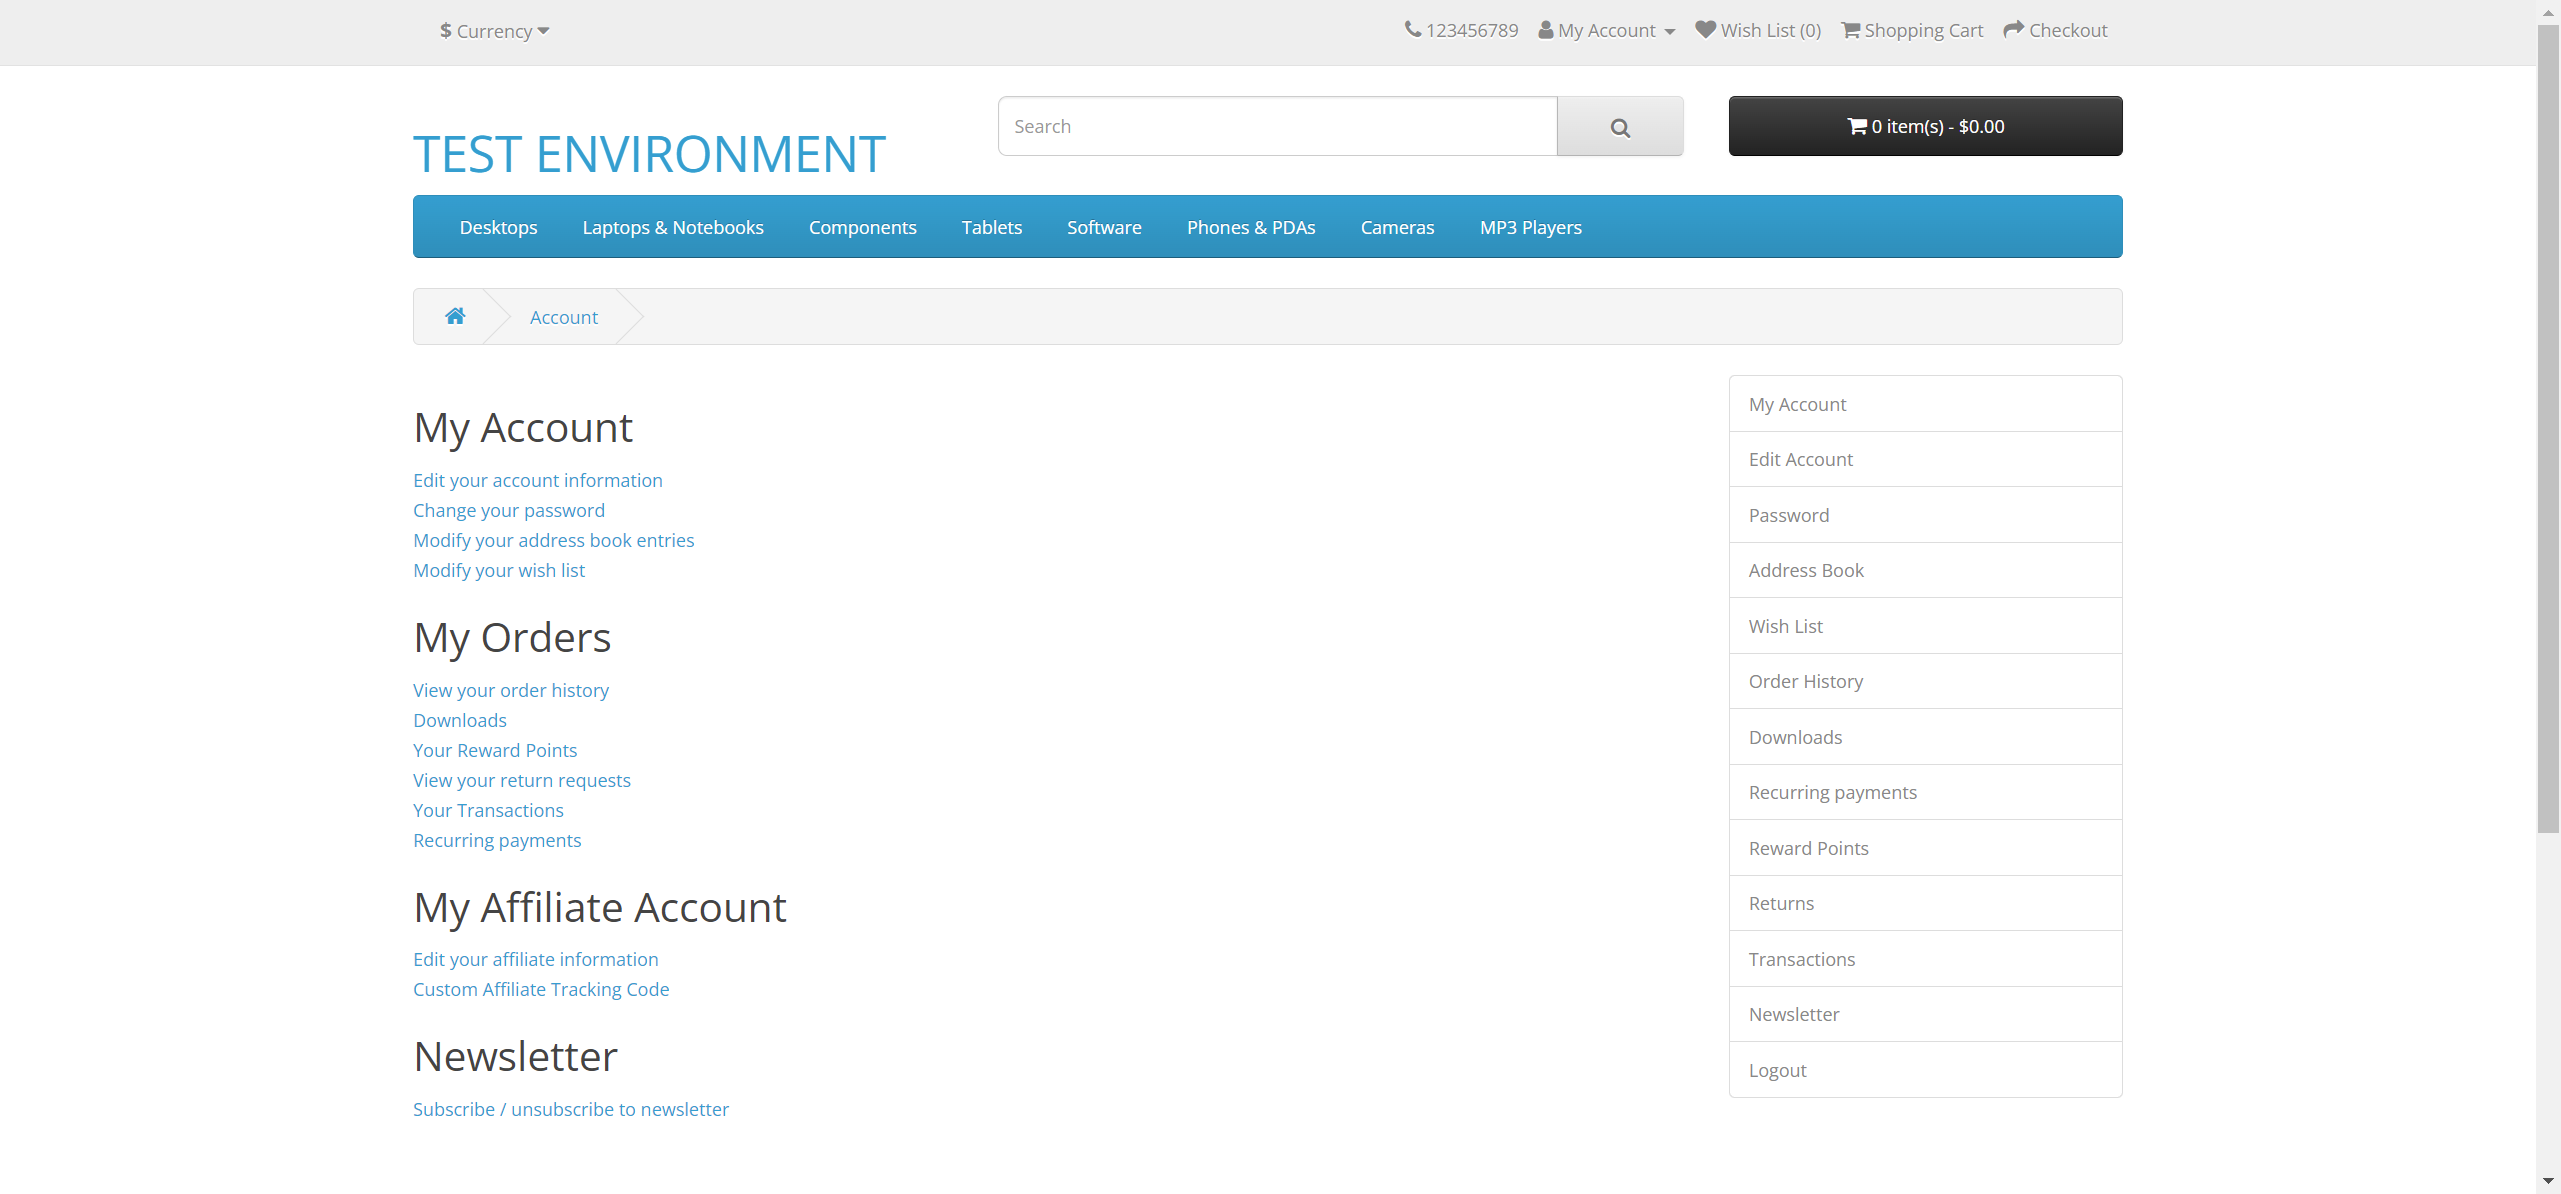 $ Currency
123456789 My Account Wish List (0) Shopping Cart Checkout
TEST ENVIRONMENT
Search
0 item(s) - $0.00
Desktops Laptops & Notebooks Components Tablets Software Phones & PDAs Cameras MP3 Players
Account
My Account
Edit your account information
Change your password
Modify your address book entries
Modify your wish list
My Orders
View your order history
Downloads
Your Reward Points
View your return requests
Your Transactions
Recurring payments
My Affiliate Account
Edit your affiliate information
Custom Affiliate Tracking Code
Newsletter
Subscribe / unsubscribe to newsletter
My Account
Edit Account
Password
Address Book
Wish List
Order History
Downloads
Recurring payments
Reward Points
Returns
Transactions
Newsletter
Logout